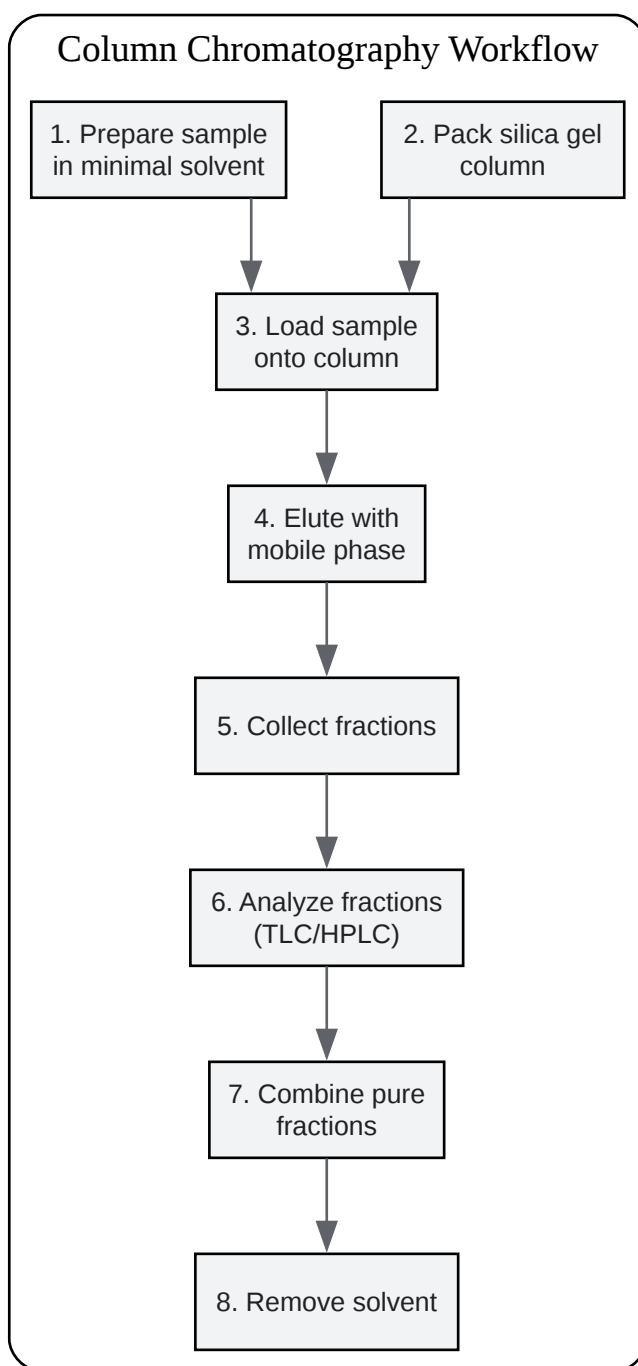 Column Chromatography Workflow
1. Prepare sample
in minimal solvent
2. Pack silica gel
column
3. Load sample
onto column
4. Elute with
mobile phase
5. Collect fractions
6. Analyze fractions
(TLC/HPLC)
7. Combine pure
fractions
8. Remove solvent